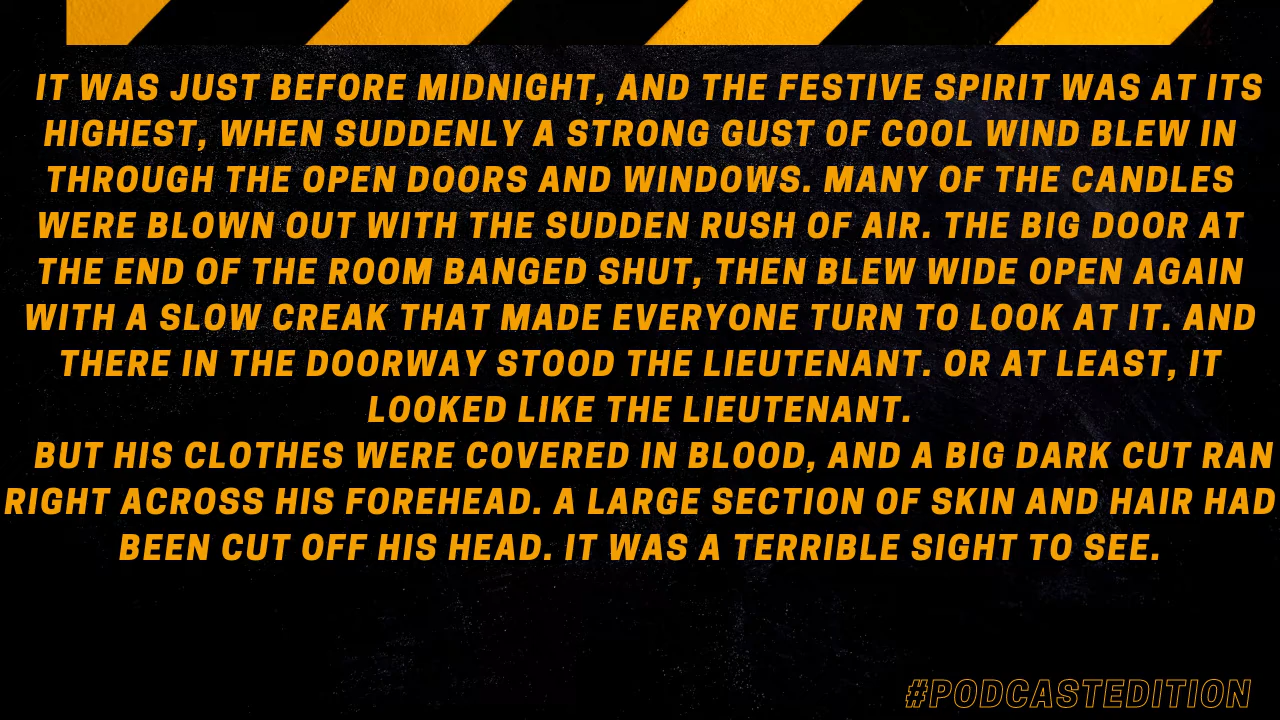 IT WAS JUST BEFORE MIDNIGHT, AND THE FESTIVE SPIRIT WAS AT ITS
HIGHEST, WHEN SUDDENLY A STRONG GUST OF COOL WIND BLEW IN
THROUGH THE OPEN DOORS AND WINDOWS. MANY OF THE CANDLES
WERE BLOWN OUT WITH THE SUDDEN RUSH OF AIR. THE BIG DOOR AT
THE END OF THE ROOM BANGED SHUT, THEN BLEW WIDE OPEN AGAIN
WITH A SLOW CREAK THAT MADE EVERYONE TURN TO LOOK AT IT. AND
THERE IN THE DOORWAY STOOD THE LIEUTENANT. OR AT LEAST, IT
LOOKED LIKE THE LIEUTENANT.
BUT HIS CLOTHES WERE COVERED IN BLOOD, AND A BIG DARK CUT RAN
RIGHT ACROSS HIS FOREHEAD. A LARGE SECTION OF SKIN AND HAIR HAD
BEEN CUT OFF HIS HEAD. IT WAS A TERRIBLE SIGHT TO SEE.
#PODCASTEDITION